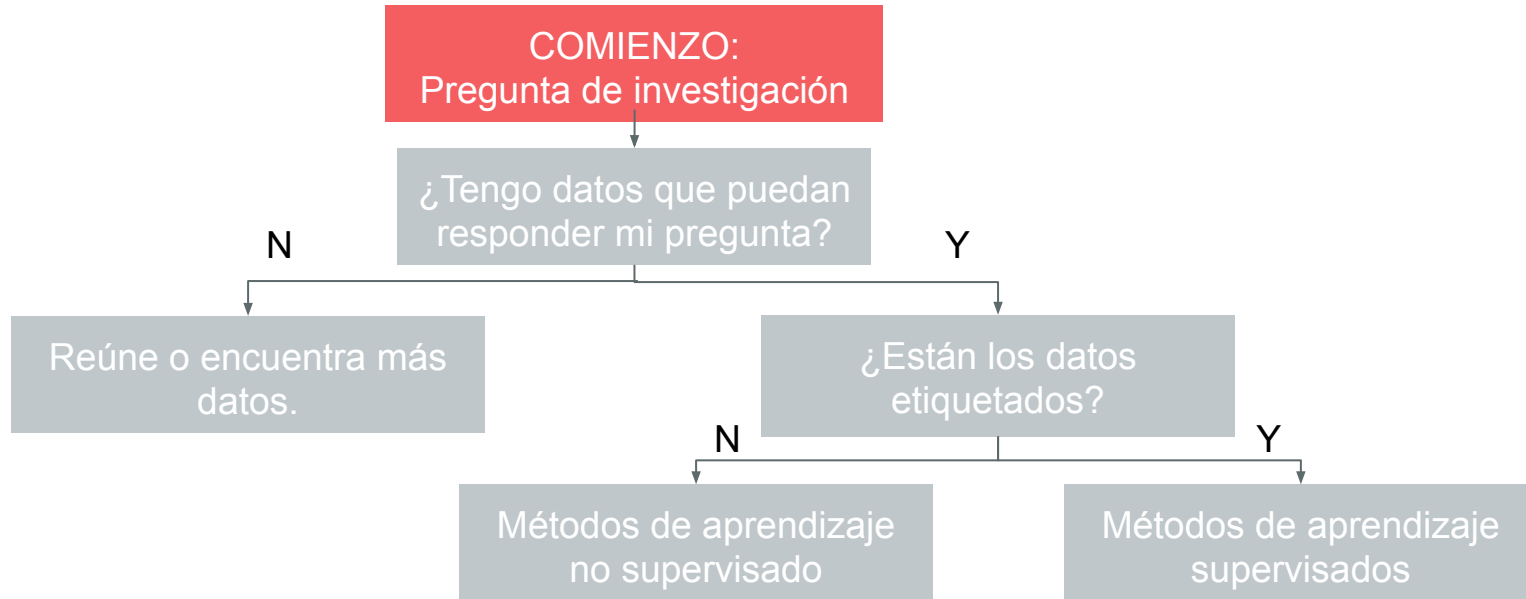 COMIENZO:
Pregunta de investigación
¿Tengo datos que puedan
responder mi pregunta?
N
Y
Reúne o encuentra más
datos.
¿Están los datos
etiquetados?
N
Y
Métodos de aprendizaje
no supervisado
Métodos de aprendizaje
supervisados